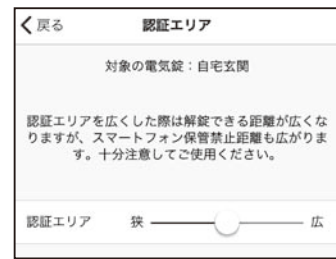 戻る 認証エリア
対象の電気錠：自宅玄関
認証エリアを広くした際は解錠できる距離が広くな
りますが、スマートフォン保管禁止距離も広がりま
す。十分注意してご使用ください。
認証エリア 狭 広